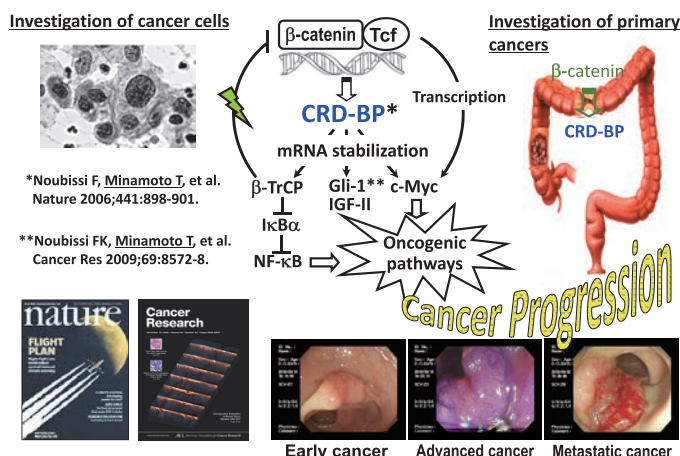 Investigation of cancer cells
*Noubissi F, Minamoto T, et al.
Nature 2006;441:898-901.
**Noubissi FK, Minamoto T, et al.
Cancer Res 2009;69:8572-8.
β-catenin Tcf
CRD-BP*
Transcription
mRNA stabilization
β-TrCP
Gli-1** c-Myc
IGF-II
IκBα
NF-κB
Oncogenic
pathways
Investigation of primary
cancers
β-catenin
CRD-BP
Cancer Progression
nature
FLIGHT
PLAN
Cancer
Research
Early cancer
Advanced cancer
Metastatic cancer